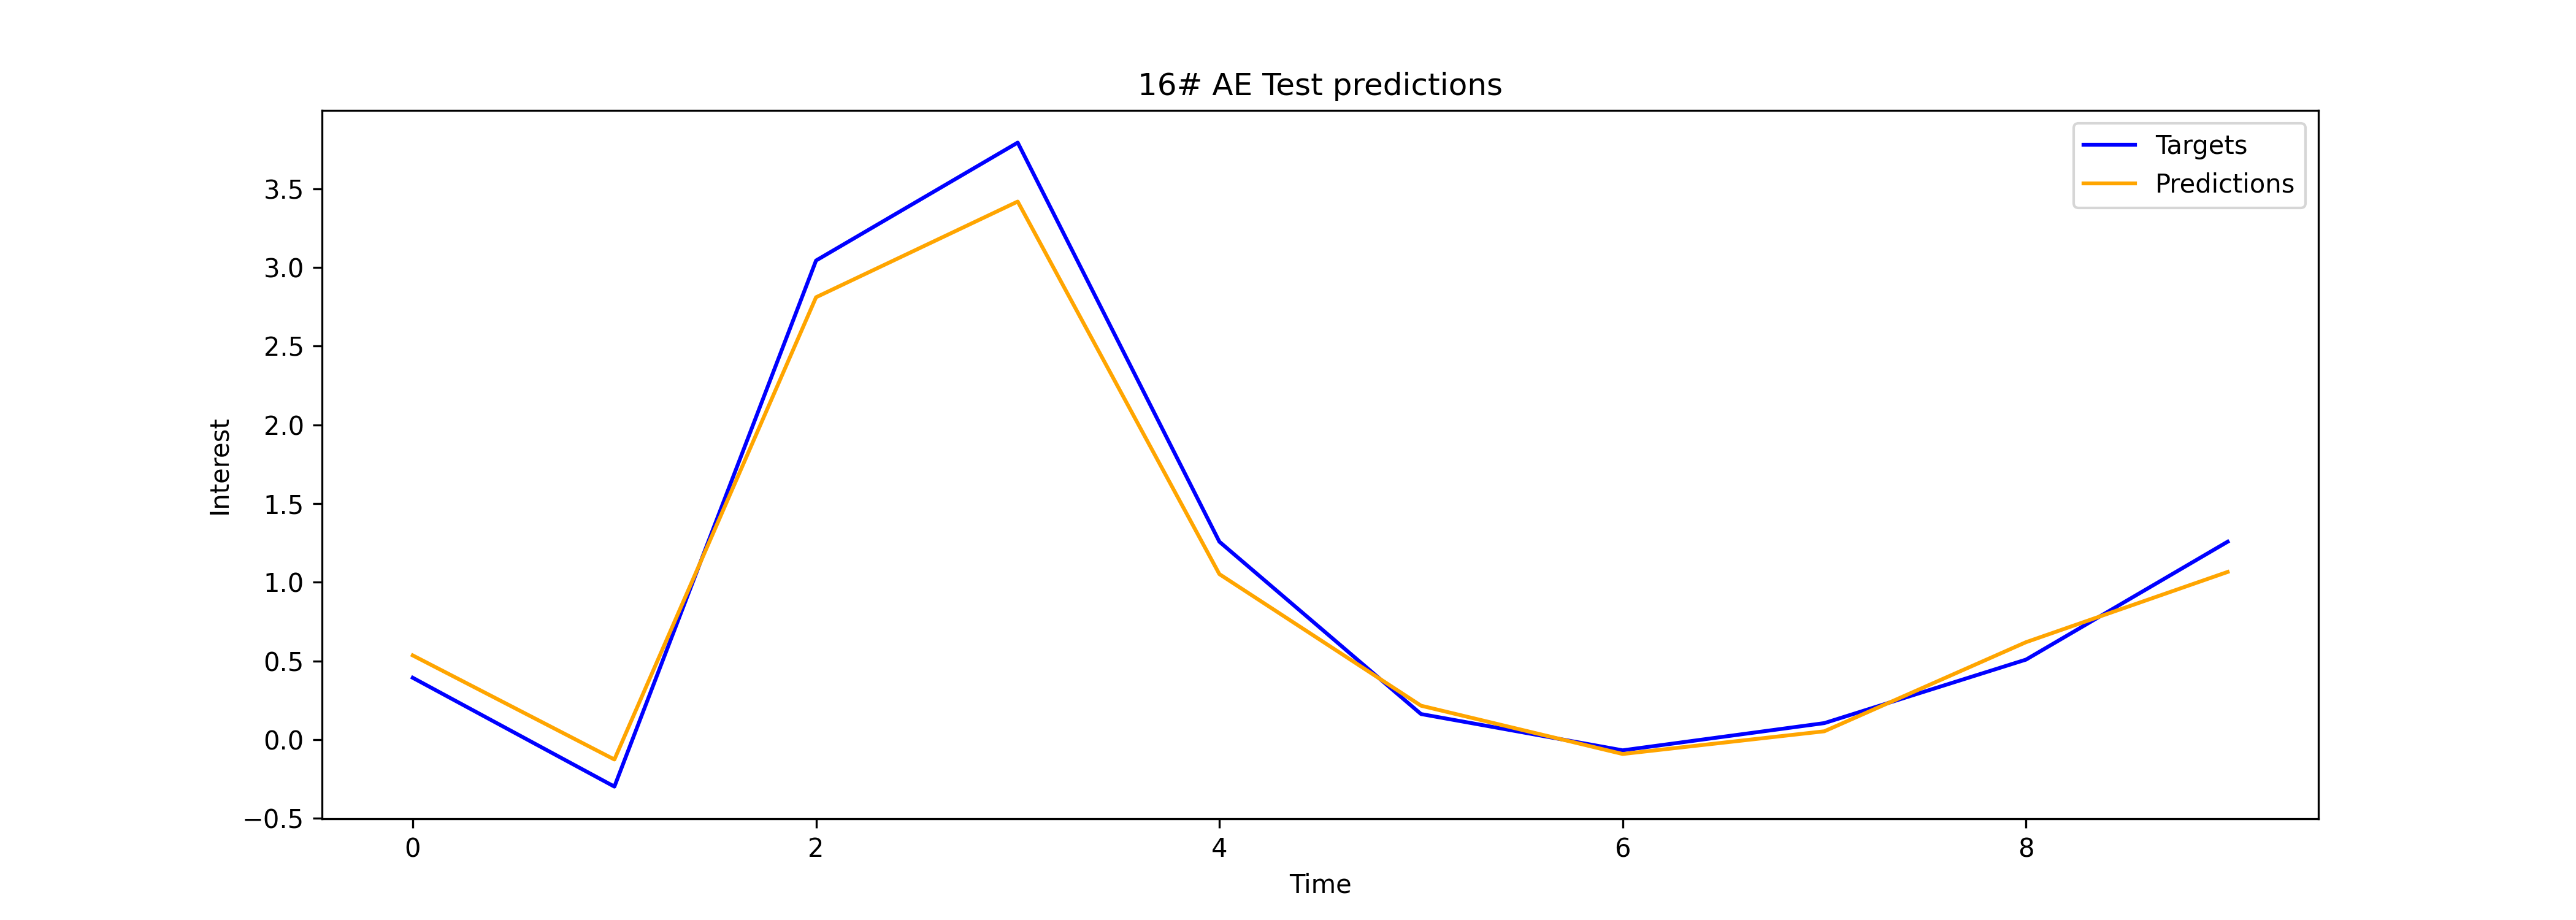 16# AE Test predictions
Targets
Predictions
3.5
3.0
2.5
2.0
1.5
1.0
0.5
0.0
−0.5
Interest
0 2 4 6 8
Time